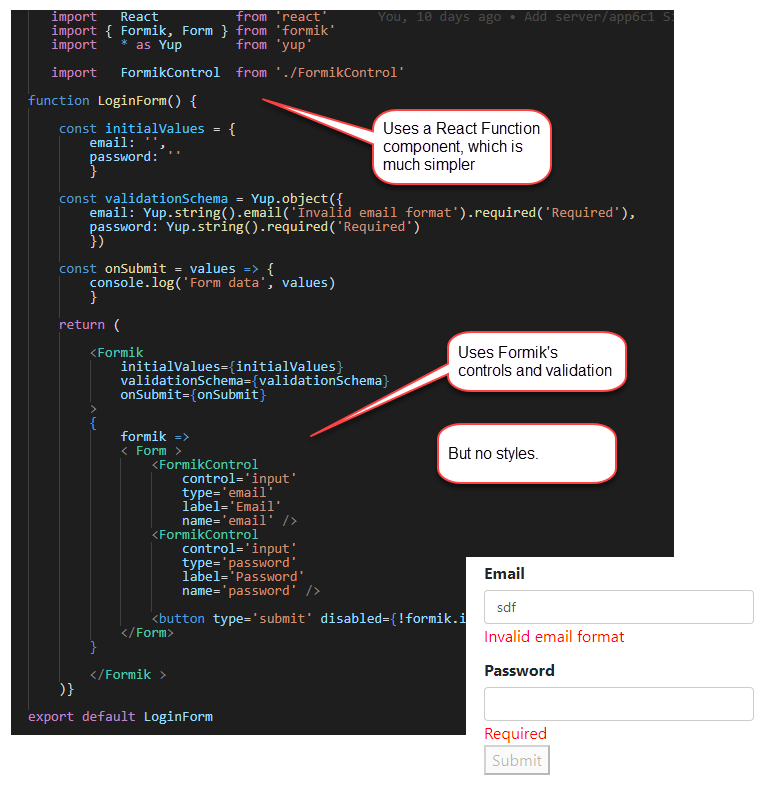 import   React          from 'react'      You, 10 days ago • Add server/app6c1 S
import { Formik, Form } from 'formik'
import   * as Yup       from 'yup'
import   FormikControl  from './FormikControl'
function LoginForm() {
const initialValues = {
email: '',
password: ''
}
const validationSchema = Yup.object({
email: Yup.string().email('Invalid email format').required('Required'),
password: Yup.string().required('Required')
})
const onSubmit = values => {
console.log('Form data', values)
}
return (
<Formik
initialValues={initialValues}
validationSchema={validationSchema}
onSubmit={onSubmit}
>
{
formik =>
< Form >
<FormikControl
control='input'
type='email'
label='Email'
name='email' />
<FormikControl
control='input'
type='password'
label='Password'
name='password' />
<button type='submit' disabled={!formik.i
</Form>
}
</Formik >
)}
export default LoginForm
Uses a React Function
component, which is
much simpler
Uses Formik's
controls and validation
But no styles.
Email
sdf
Invalid email format
Password
Required
Submit